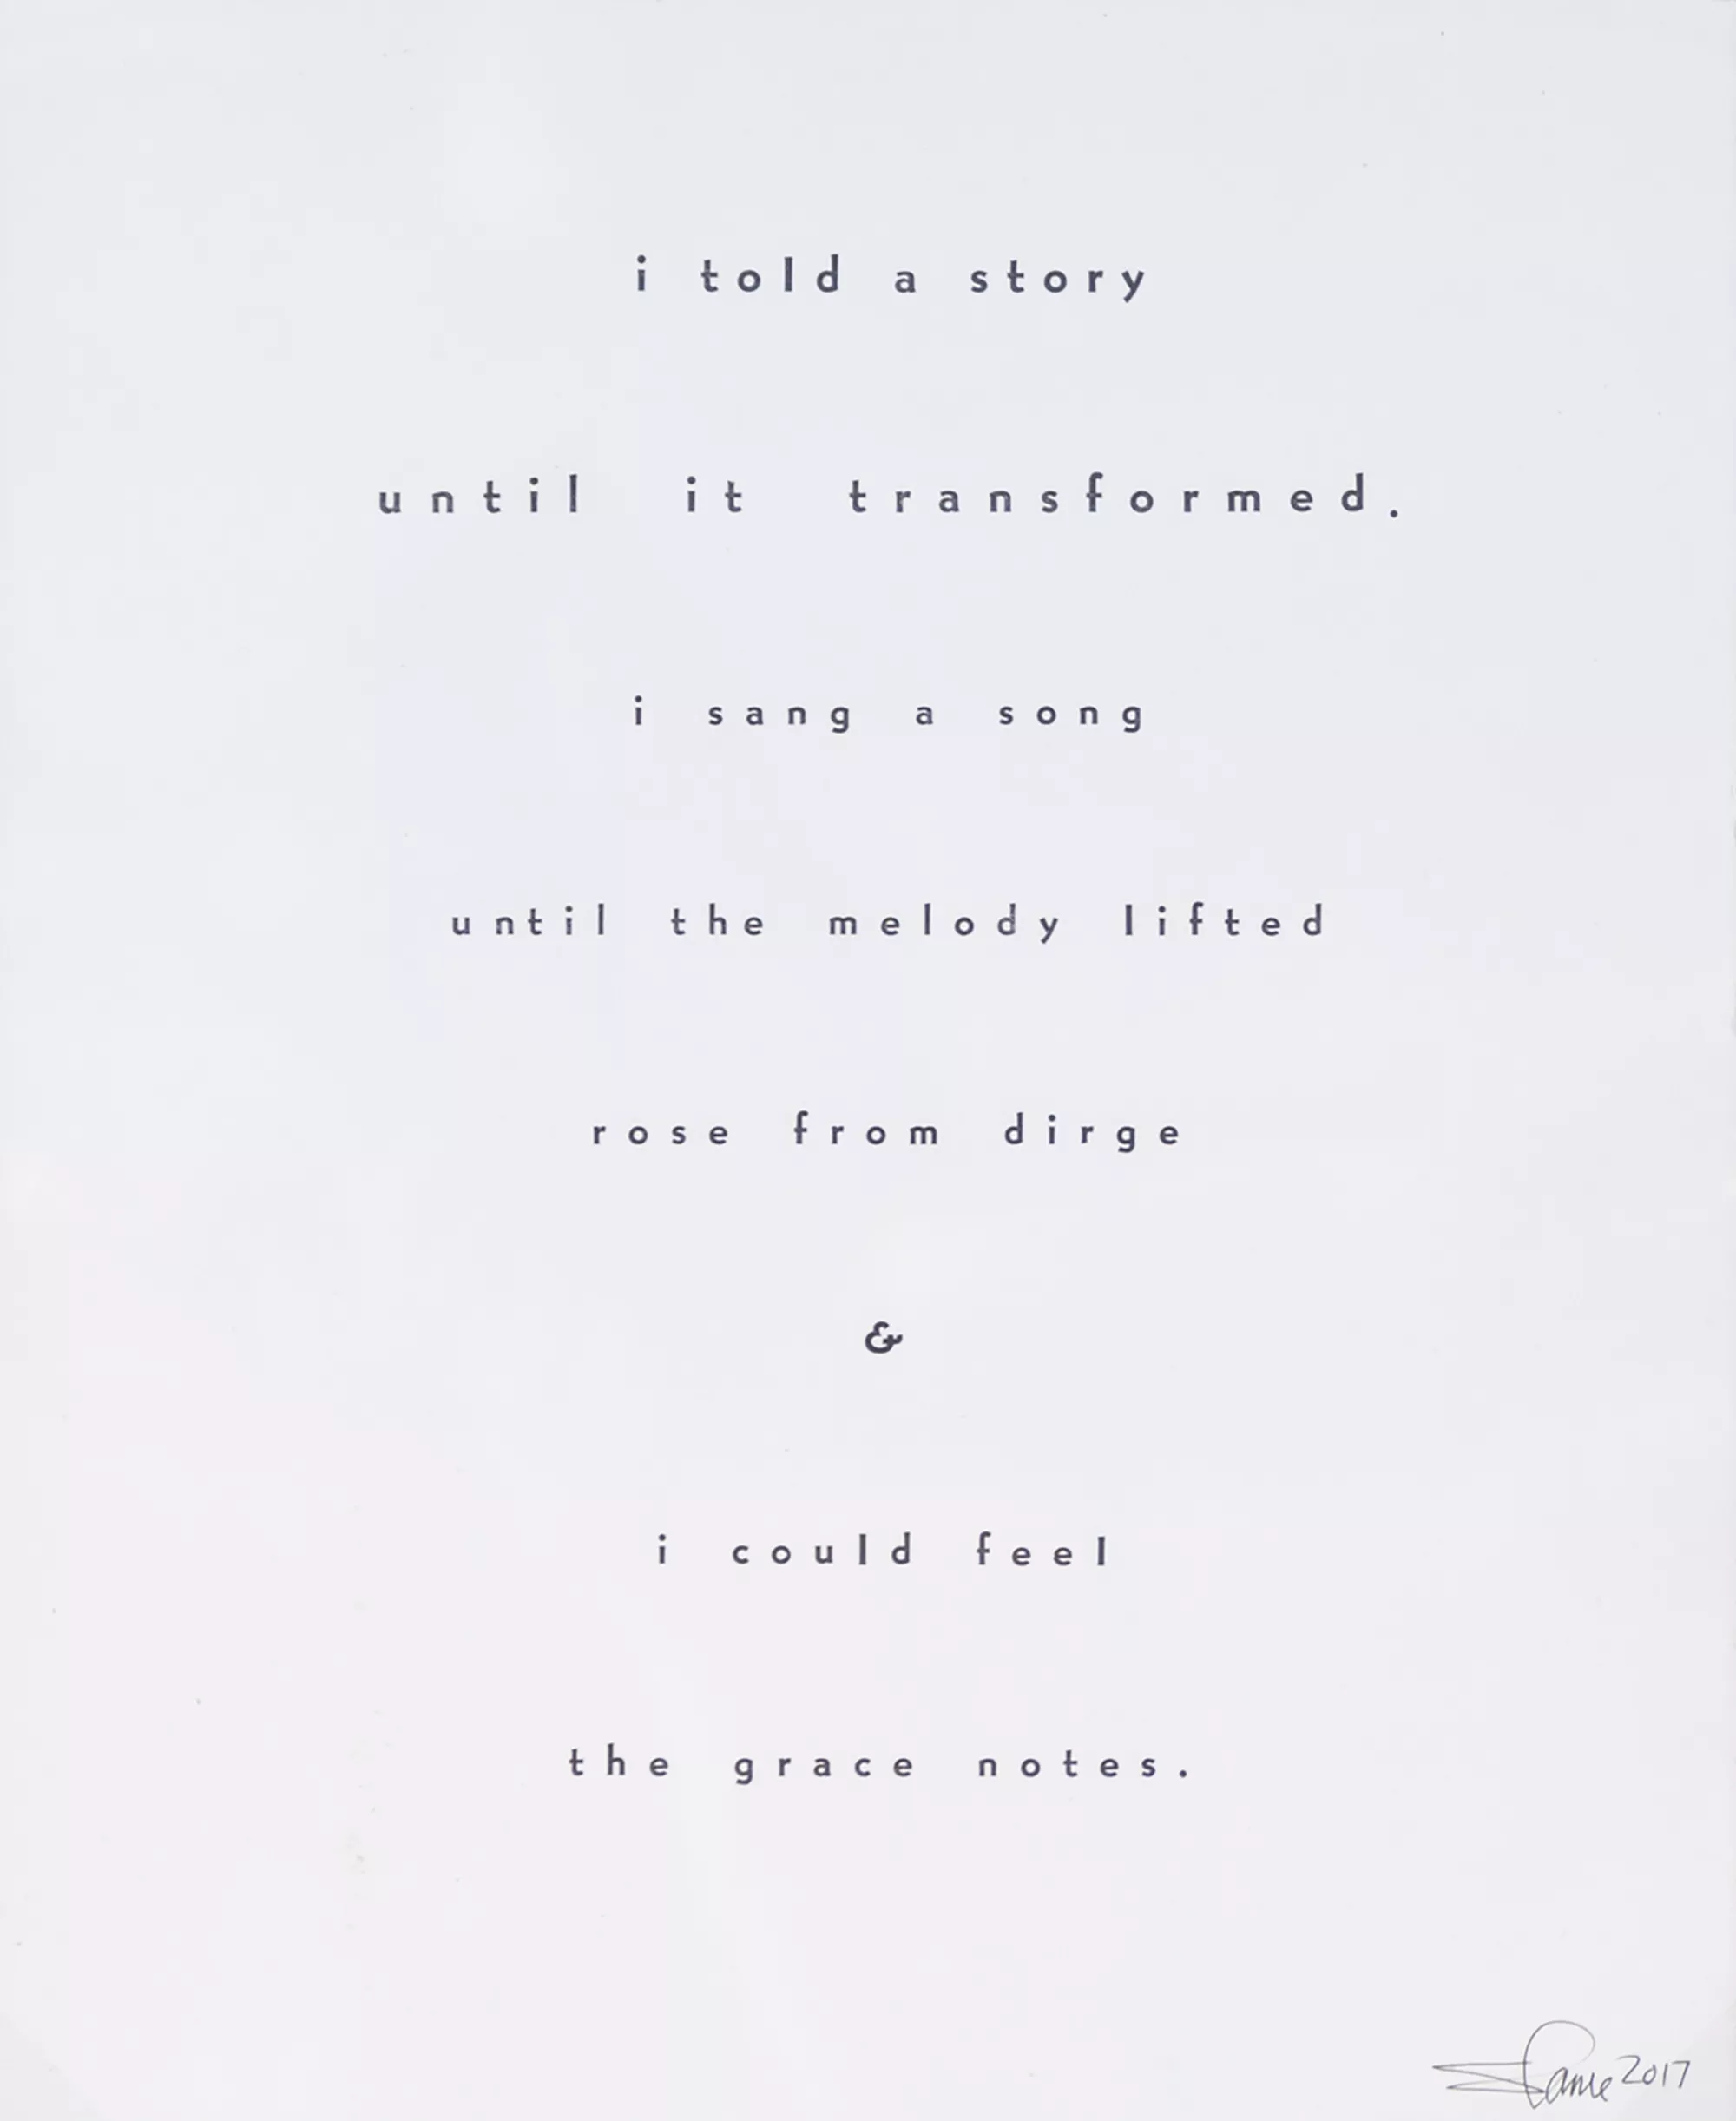 i told a story
until it transformed.
i sang a song
until the melody lifted
rose from dirge
&
i could feel
the grace notes.
2017